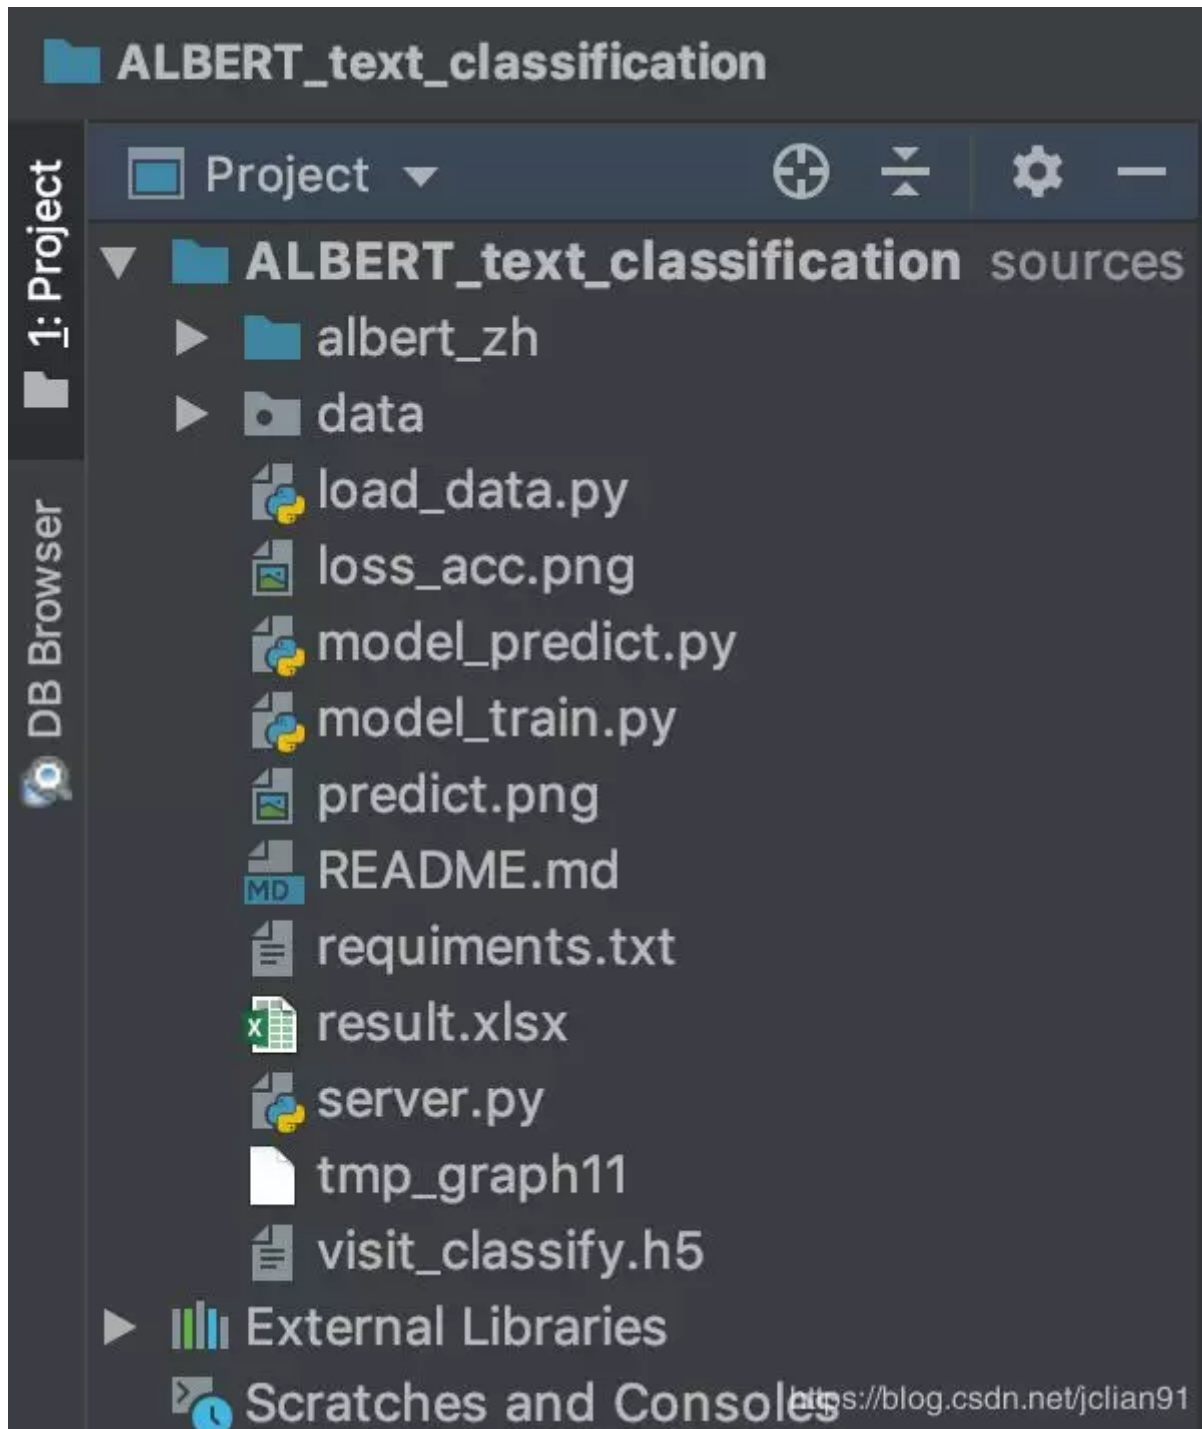 ALBERT_text_classification
1: Project
DB Browser
Project
ALBERT_text_classification sources
albert_zh
data
load_data.py
loss_acc.png
model_predict.py
model_train.py
predict.png
MD README.md
requiments.txt
result.xlsx
server.py
tmp_graph11
visit_classify.h5
External Libraries
Scratches and Consoles
https://blog.csdn.net/jclian91